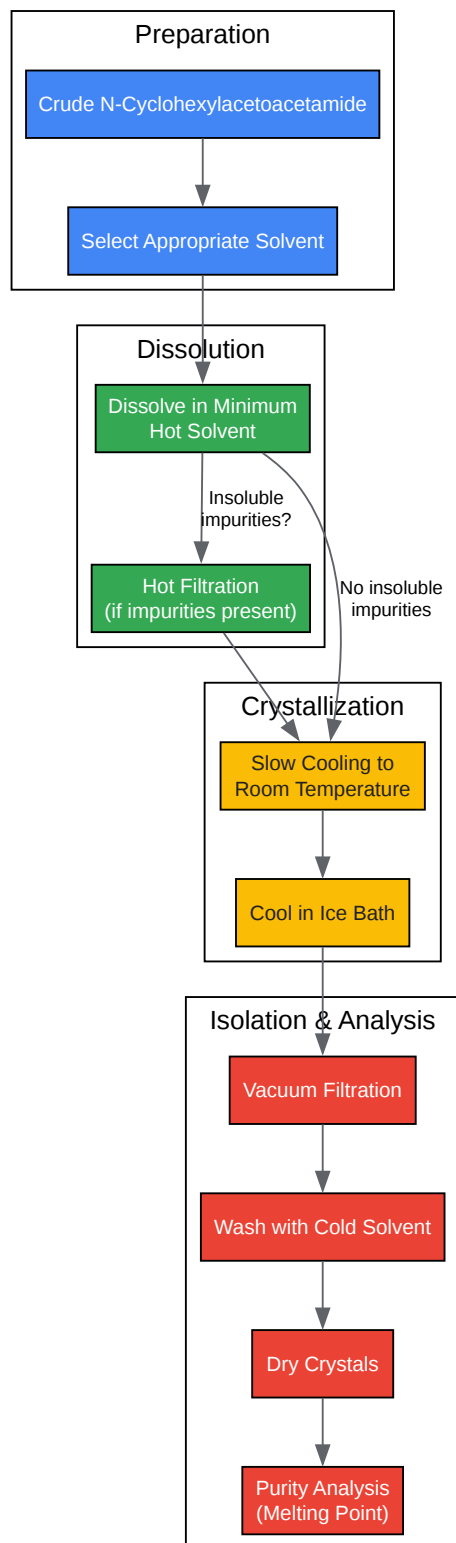 Preparation
Crude N-Cyclohexylacetoacetamide
Select Appropriate Solvent
Dissolution
Dissolve in Minimum
Hot Solvent
Insoluble
impurities?
Hot Filtration
(if impurities present)
No insoluble
impurities
Crystallization
Slow Cooling to
Room Temperature
Cool in Ice Bath
Isolation & Analysis
Vacuum Filtration
Wash with Cold Solvent
Dry Crystals
Purity Analysis
(Melting Point)